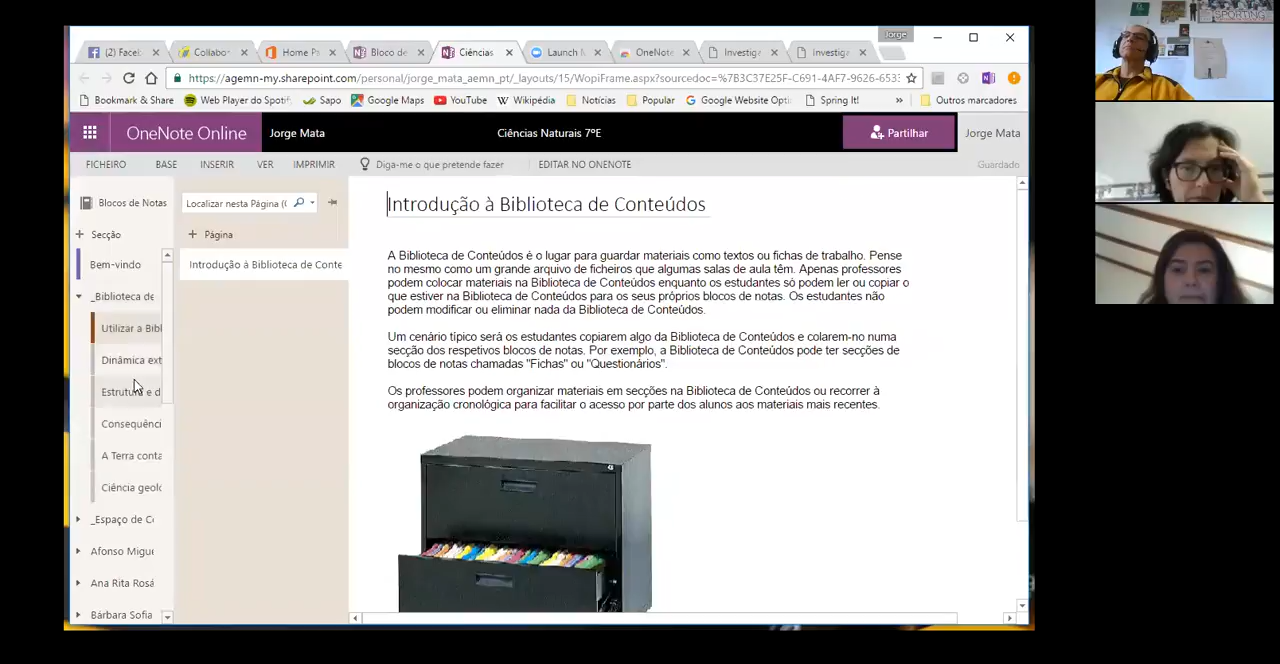 Jorge
(2) Facel
Collabor
Home Pa
Bloco de
Ciências
Launch M
OneNote
Investiga
Investiga
https://agemn-my.sharepoint.com/personal/jorge_mata_aemn_pt/_layouts/15/WopiFrame.aspx?sourcedoc=%7B3C37E25F-C691-4AF7-9626-6533
Bookmark & Share
Web Player do Spotif
Sapo
Google Maps
YouTube
Wikipédia
Notícias
Popular
Google Website Opti
Spring It!
»
Outros marcadores
OneNote Online
Jorge Mata
Ciências Naturais 7ºE
Partilhar
Jorge Mata
FICHEIRO
BASE
INSERIR
VER
IMPRIMIR
Diga-me o que pretende fazer
EDITAR NO ONENOTE
Guardado
Blocos de Notas
Localizar nesta Página (C
+ Secção
+ Página
Bem-vindo
Introdução à Biblioteca de Conte
_Biblioteca de
Utilizar a Bibl
Dinâmica ext
Estrutura e d
Consequênci
A Terra conta
Ciência geoló
_Espaço de Co
Afonso Migue
Ana Rita Rosá
Bárbara Sofia
Introdução à Biblioteca de Conteúdos
A Biblioteca de Conteúdos é o lugar para guardar materiais como textos ou fichas de trabalho. Pense
no mesmo como um grande arquivo de ficheiros que algumas salas de aula têm. Apenas professores
podem colocar materiais na Biblioteca de Conteúdos enquanto os estudantes só podem ler ou copiar o
que estiver na Biblioteca de Conteúdos para os seus próprios blocos de notas. Os estudantes não
podem modificar ou eliminar nada da Biblioteca de Conteúdos.
Um cenário típico será os estudantes copiarem algo da Biblioteca de Conteúdos e colarem-no numa
secção dos respetivos blocos de notas. Por exemplo, a Biblioteca de Conteúdos pode ter secções de
blocos de notas chamadas "Fichas" ou "Questionários".
Os professores podem organizar materiais em secções na Biblioteca de Conteúdos ou recorrer à
organização cronológica para facilitar o acesso por parte dos alunos aos materiais mais recentes.
SPORTING